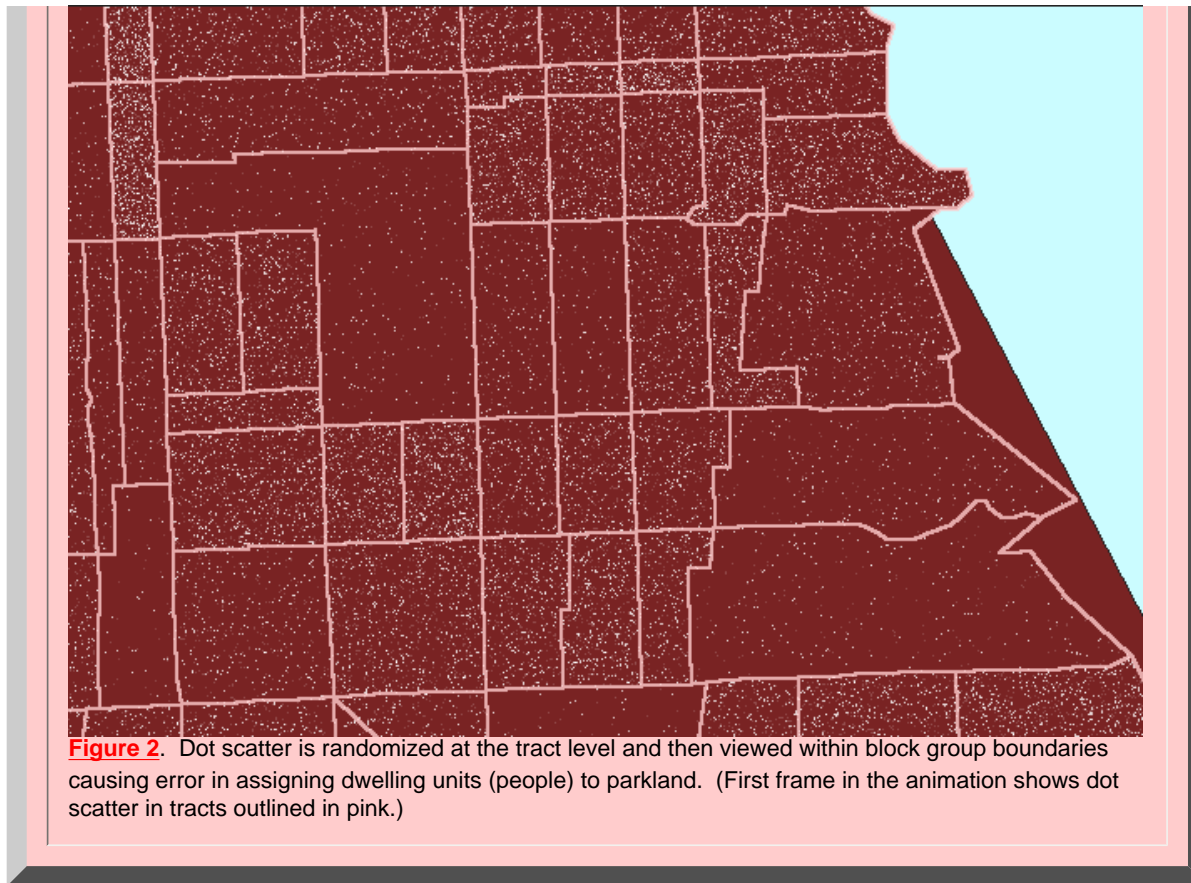 Figure 2.  Dot scatter is randomized at the tract level and then viewed within block group boundaries
causing error in assigning dwelling units (people) to parkland.  (First frame in the animation shows dot
scatter in tracts outlined in pink.)